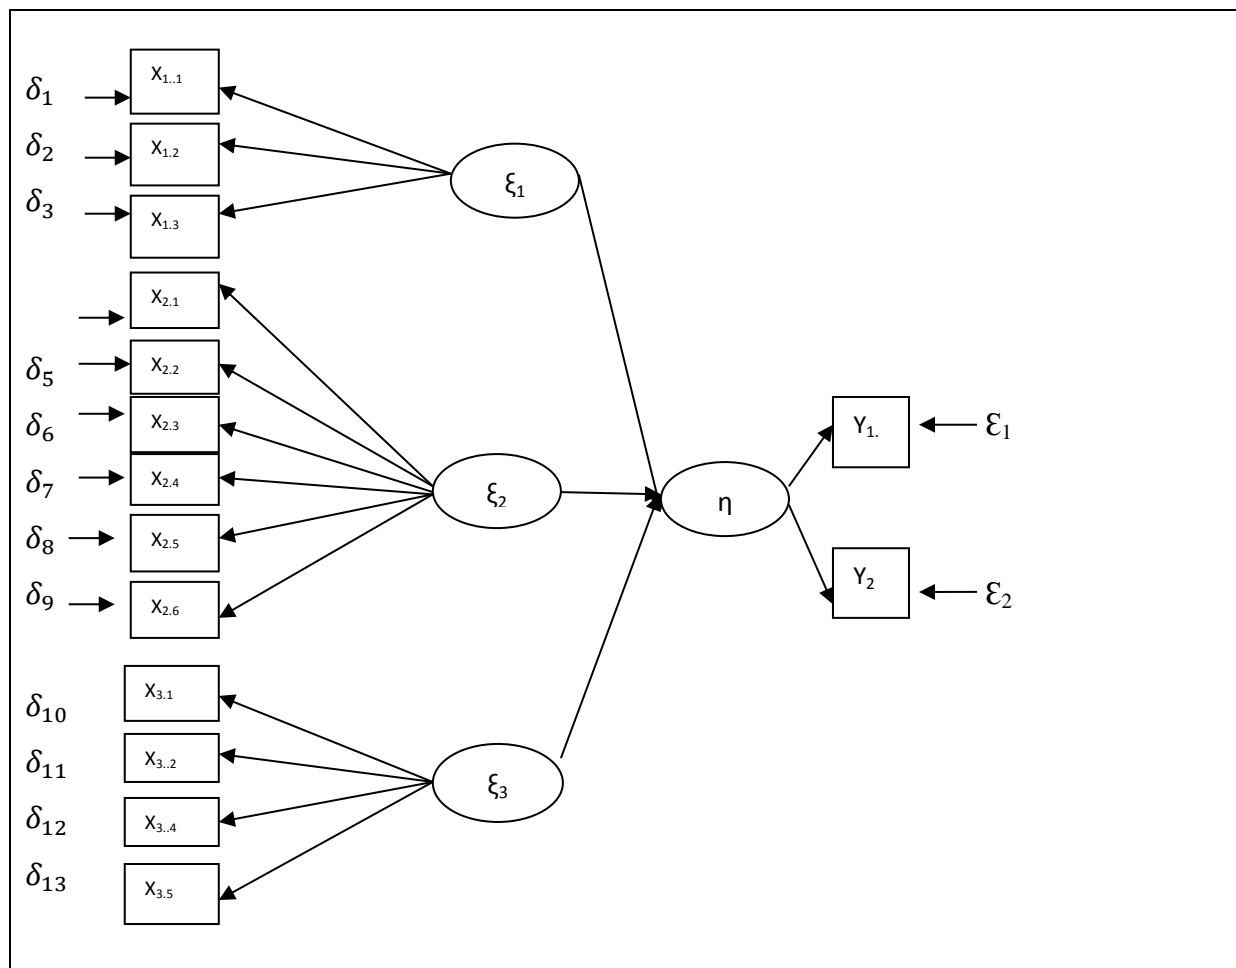 δ₁ X₁..₁
δ₂ X₁.₂
δ₃ X₁.₃
ξ₁
X₂.₁
δ₅ X₂.₂
δ₆ X₂.₃
δ₇ X₂.₄
δ₈ X₂.₅
δ₉ X₂.₆
ξ₂
η
Y₁. Ɛ₁
Y₂ Ɛ₂
δ₁₀ X₃.₁
δ₁₁ X₃..₂
δ₁₂ X₃..₄
δ₁₃ X₃.₅
ξ₃